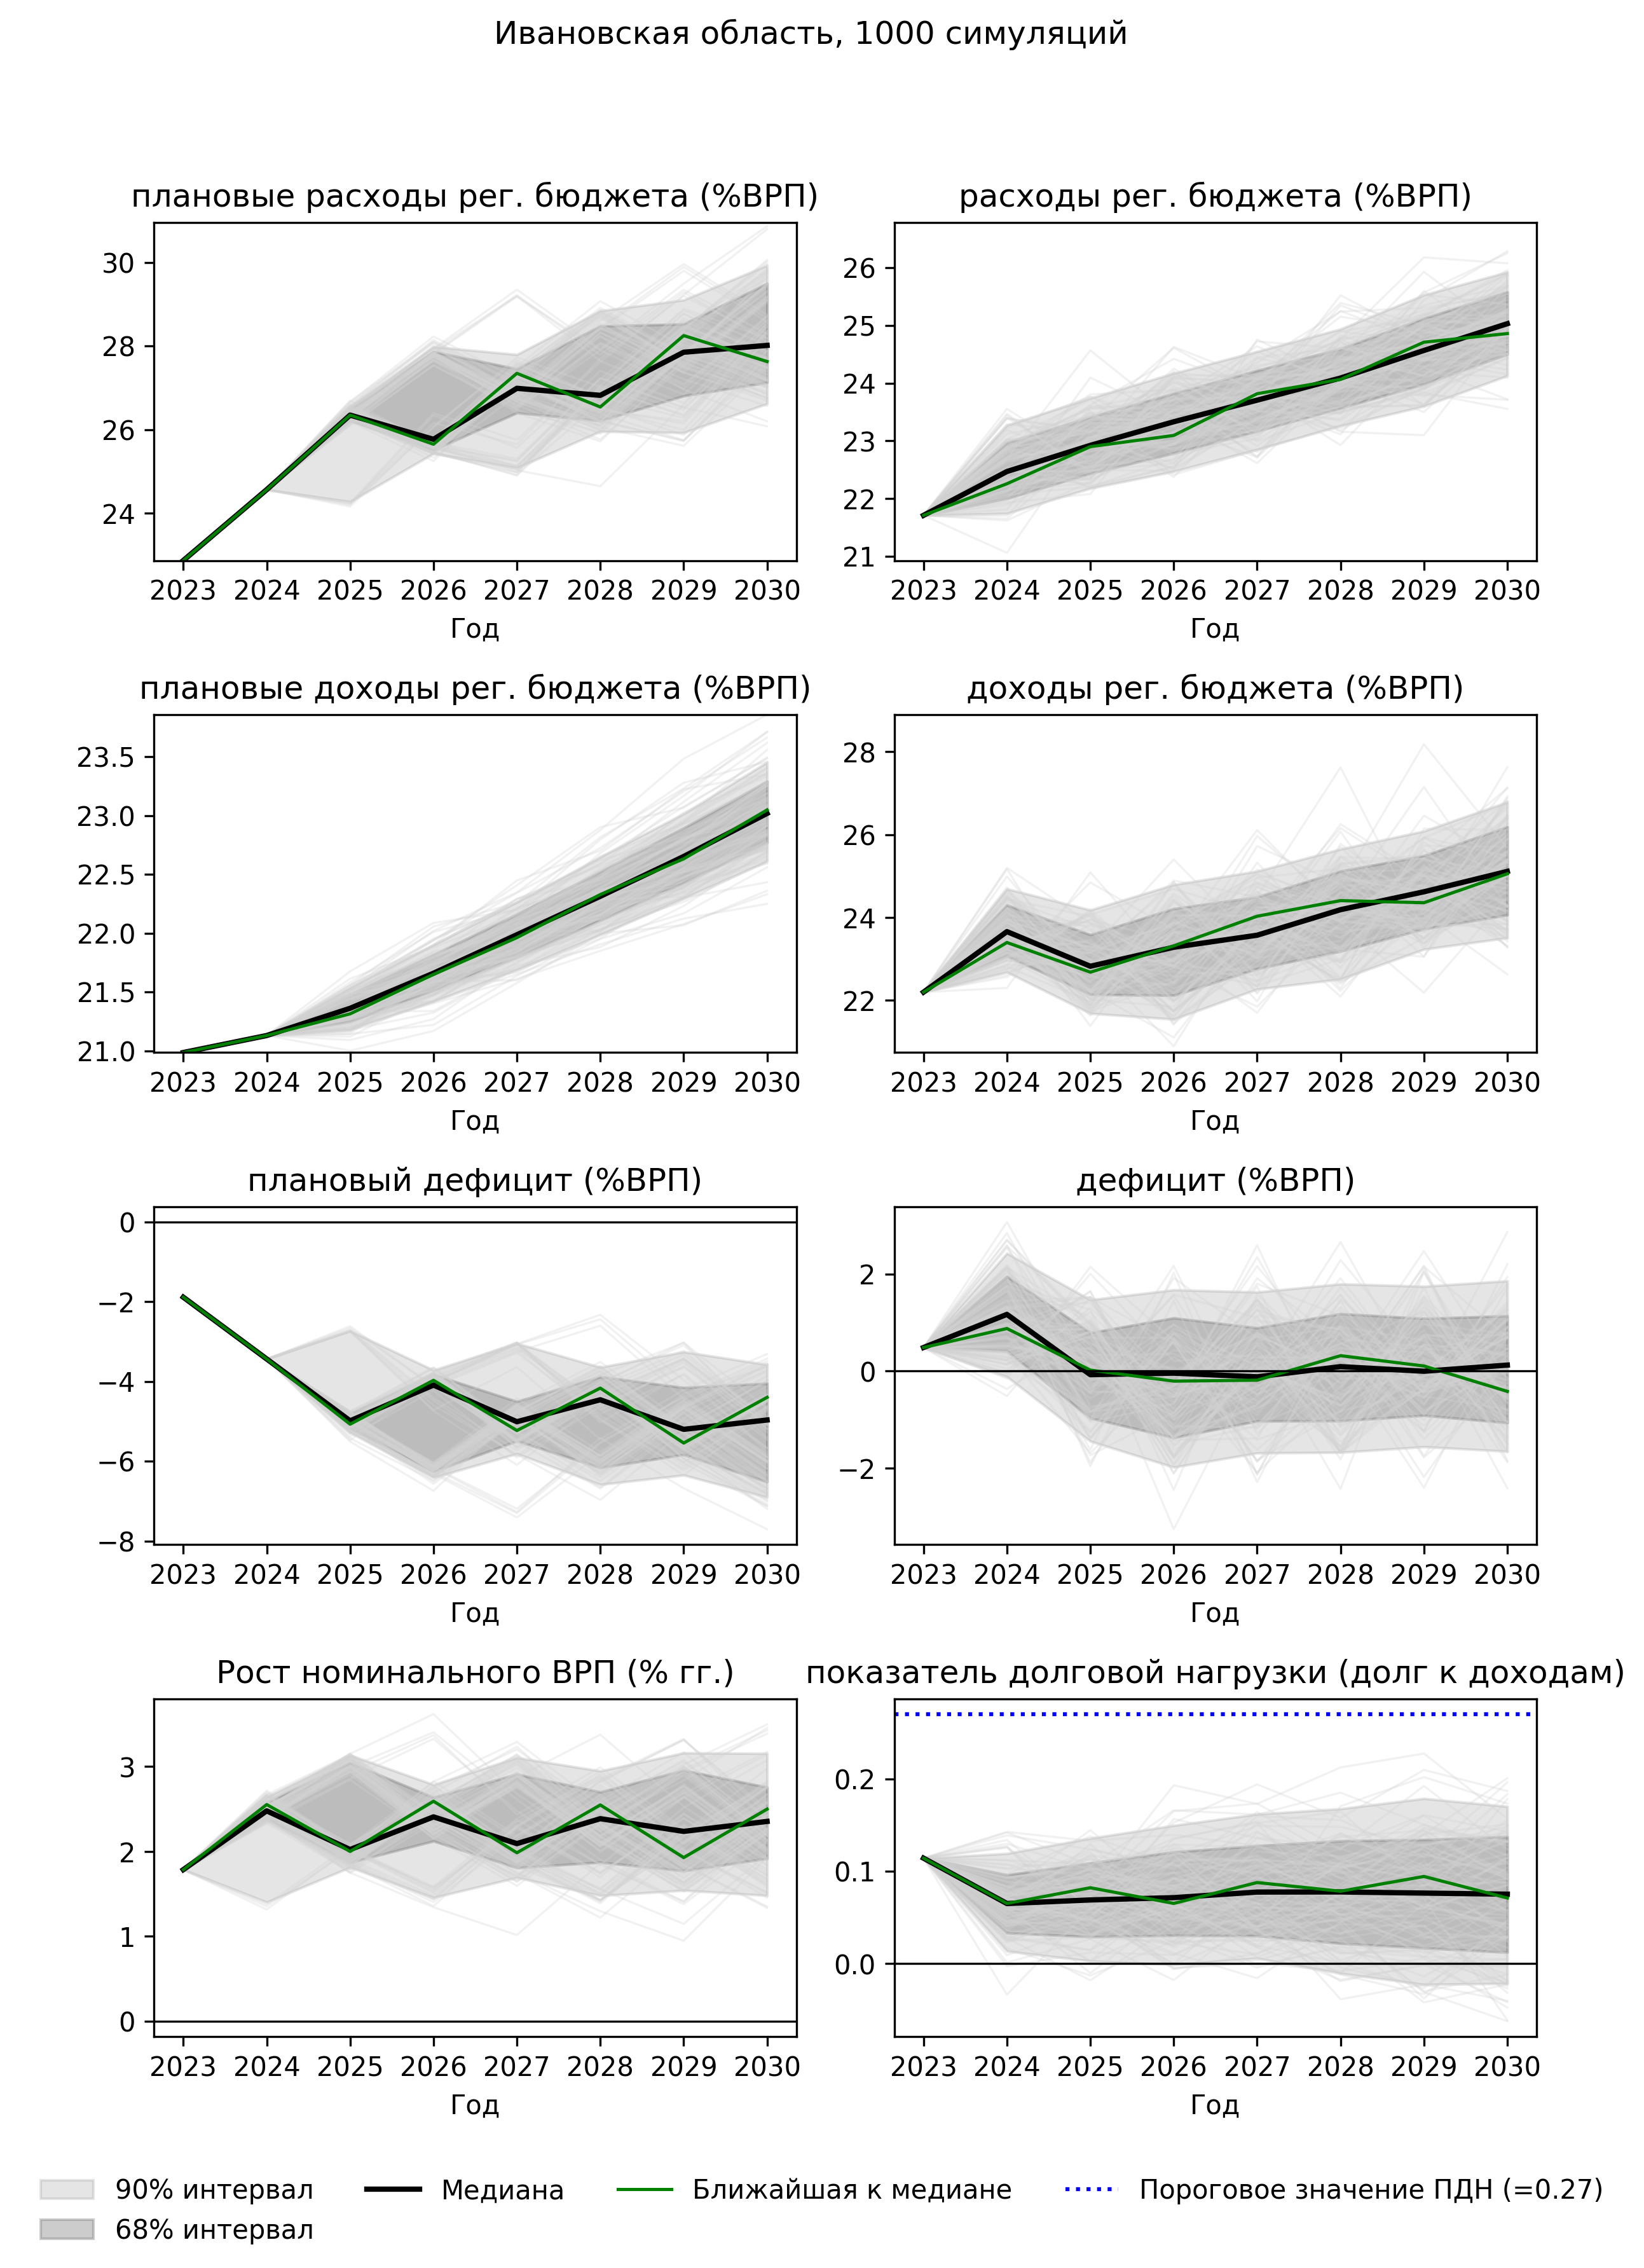 Ивановская область, 1000 симуляций
плановые расходы рег. бюджета (%ВРП)
30
28
26
24
2023 2024 2025 2026 2027 2028 2029 2030
Год
расходы рег. бюджета (%ВРП)
26
25
24
23
22
21
2023 2024 2025 2026 2027 2028 2029 2030
Год
плановые доходы рег. бюджета (%ВРП)
23.5
23.0
22.5
22.0
21.5
21.0
2023 2024 2025 2026 2027 2028 2029 2030
Год
доходы рег. бюджета (%ВРП)
28
26
24
22
2023 2024 2025 2026 2027 2028 2029 2030
Год
плановый дефицит (%ВРП)
0
−2
−4
−6
−8
2023 2024 2025 2026 2027 2028 2029 2030
Год
дефицит (%ВРП)
2
0
−2
2023 2024 2025 2026 2027 2028 2029 2030
Год
Рост номинального ВРП (% гг.)
3
2
1
0
2023 2024 2025 2026 2027 2028 2029 2030
Год
показатель долговой нагрузки (долг к доходам)
0.2
0.1
0.0
2023 2024 2025 2026 2027 2028 2029 2030
Год
90% интервал
68% интервал
Медиана
Ближайшая к медиане
Пороговое значение ПДН (=0.27)